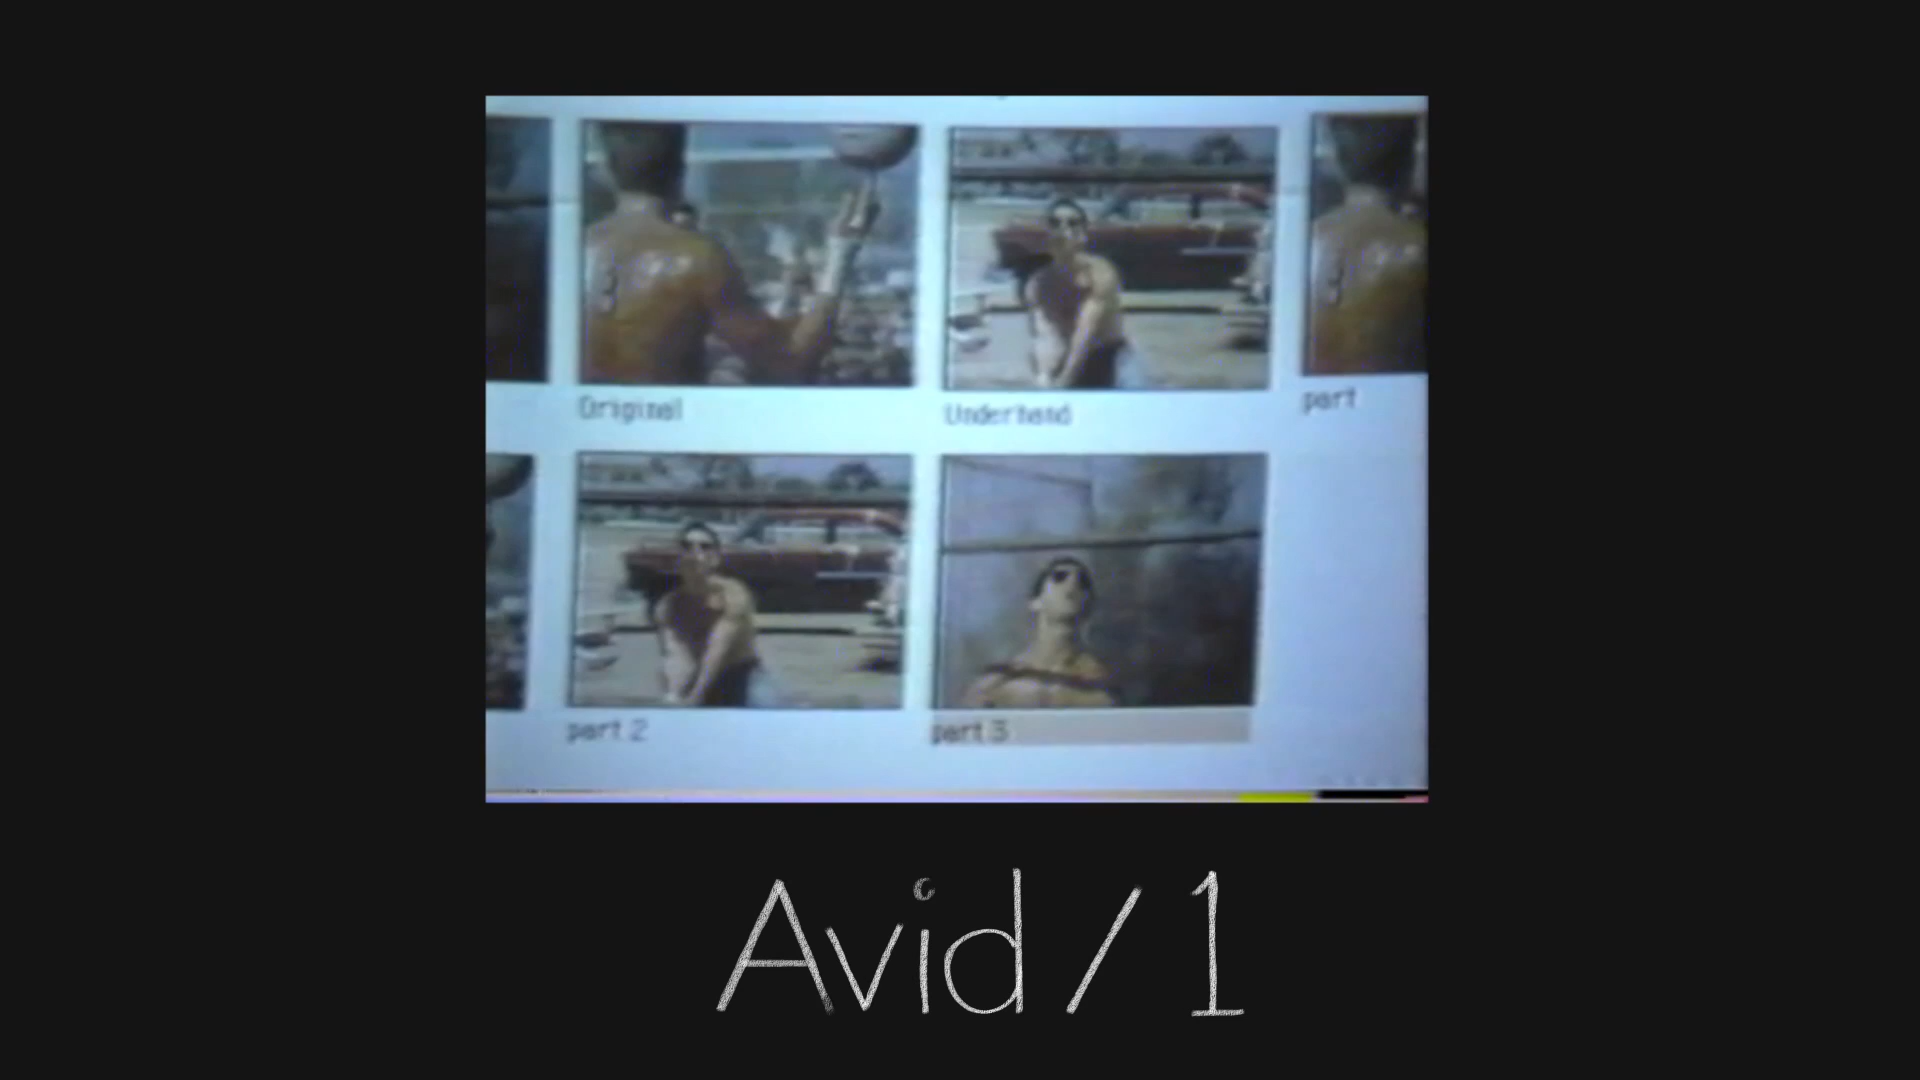 Original
Underhand
part
part 2
part 3
Avid / 1